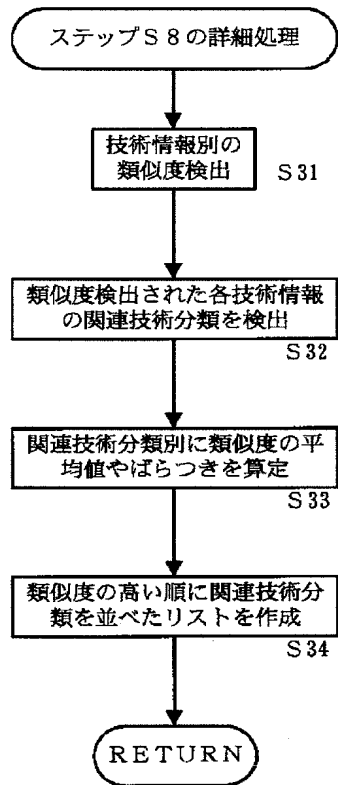 ステップS8の詳細処理
技術情報別の
類似度検出
S31
類似度検出された各技術情報
の関連技術分類を検出
S32
関連技術分類別に類似度の平
均値やばらつきを算定
S33
類似度の高い順に関連技術分
類を並べたリストを作成
S34
RETURN